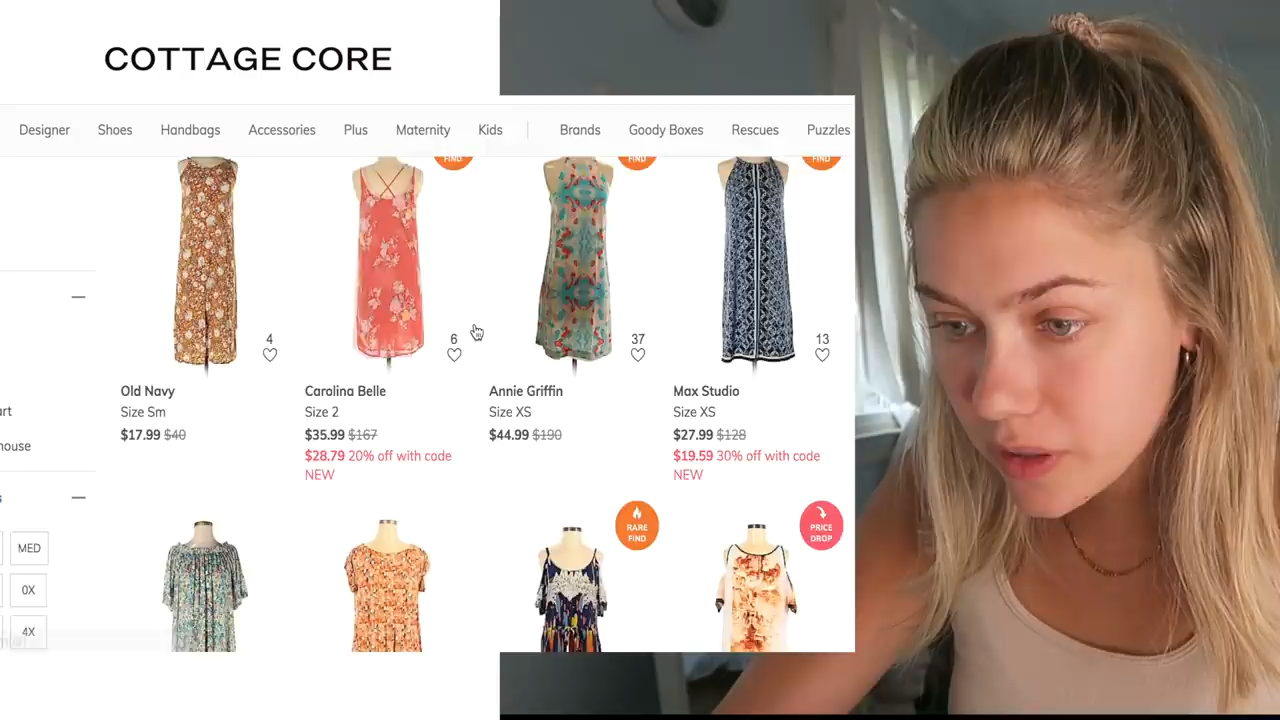 COTTAGE CORE
Designer Shoes Handbags Accessories Plus Maternity Kids Brands Goody Boxes Rescues Puzzles
FIND FIND FIND
4 6 37 13
Old Navy Carolina Belle Annie Griffin Max Studio
Size Sm Size 2 Size XS Size XS
$17.99 $40 $35.99 $167 $44.99 $190 $27.99 $128
$28.79 20% off with code $19.59 30% off with code
NEW NEW
RARE PRICE
FIND DROP
MED
0X
4X